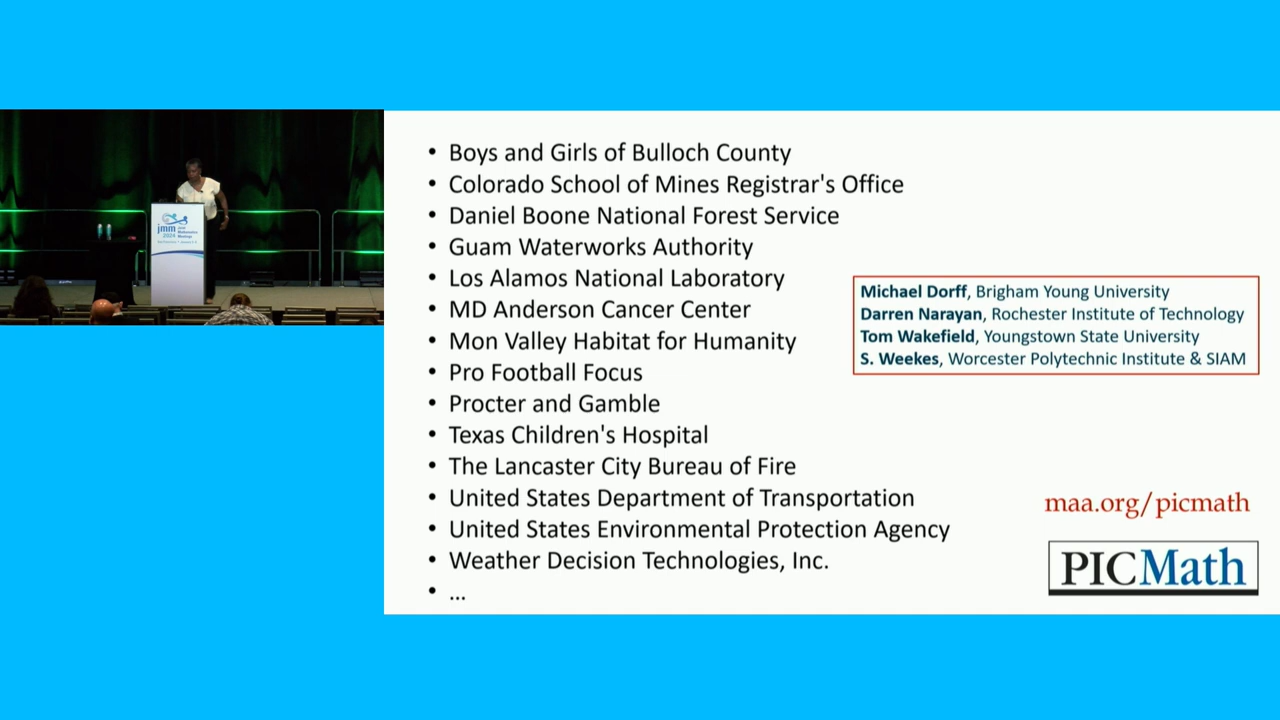 jmm
2024
• Boys and Girls of Bulloch County
• Colorado School of Mines Registrar's Office
• Daniel Boone National Forest Service
• Guam Waterworks Authority
• Los Alamos National Laboratory
• MD Anderson Cancer Center
• Mon Valley Habitat for Humanity
• Pro Football Focus
• Procter and Gamble
• Texas Children's Hospital
• The Lancaster City Bureau of Fire
• United States Department of Transportation
• United States Environmental Protection Agency
• Weather Decision Technologies, Inc.
• ...
Michael Dorff, Brigham Young University
Darren Narayan, Rochester Institute of Technology
Tom Wakefield, Youngstown State University
S. Weekes, Worcester Polytechnic Institute & SIAM
maa.org/picmath
PICMath